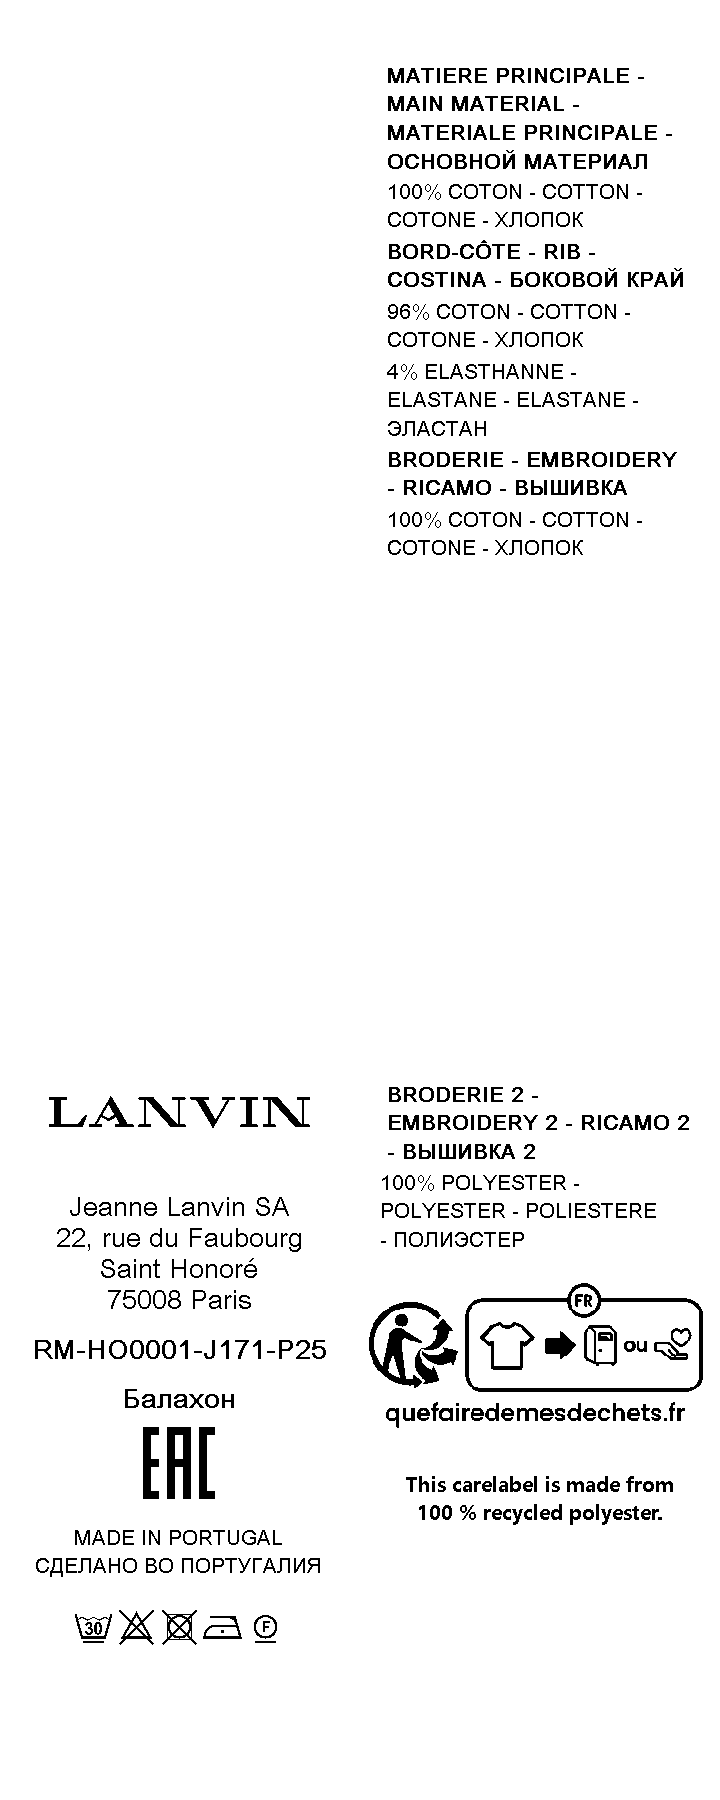 MATIERE PRINCIPALE -
MAIN MATERIAL -
MATERIALE PRINCIPALE -
ОСНОВНОЙ МАТЕРИАЛ
100% COTON - COTTON -
COTONE - ХЛОПОК
BORD-CÔTE - RIB -
COSTINA - БОКОВОЙ КРАЙ
96% COTON - COTTON -
COTONE - ХЛОПОК
4% ELASTHANNE -
ELASTANE - ELASTANE -
ЭЛАСТАН
BRODERIE - EMBROIDERY
- RICAMO - ВЫШИВКА
100% COTON - COTTON -
COTONE - ХЛОПОК
LANVIN
Jeanne Lanvin SA
22, rue du Faubourg
Saint Honoré
75008 Paris
RM-HO0001-J171-P25
Балахон
EAC
MADE IN PORTUGAL
СДЕЛАНО ВО ПОРТУГАЛИЯ
30
F
BRODERIE 2 -
EMBROIDERY 2 - RICAMO 2
- ВЫШИВКА 2
100% POLYESTER -
POLYESTER - POLIESTERE
- ПОЛИЭСТЕР
FR
ou
quefairedemesdechets.fr
This carelabel is made from
100 % recycled polyester.